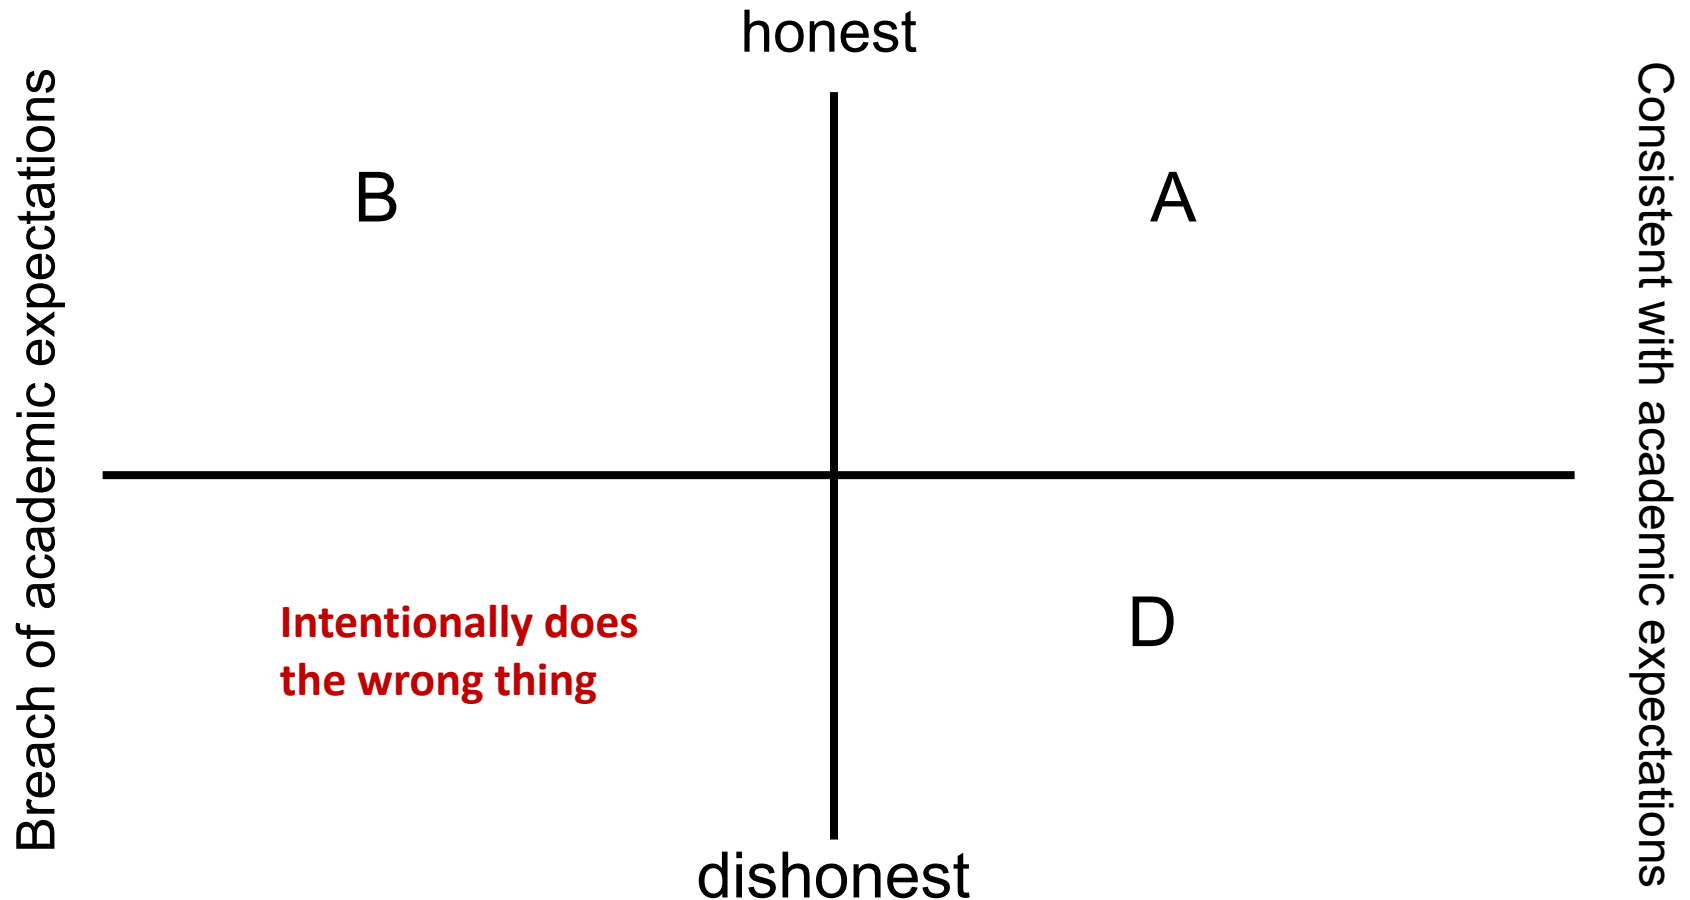 honest
Breach of academic expectations
B
A
Consistent with academic expectations
Intentionally does
the wrong thing
D
dishonest